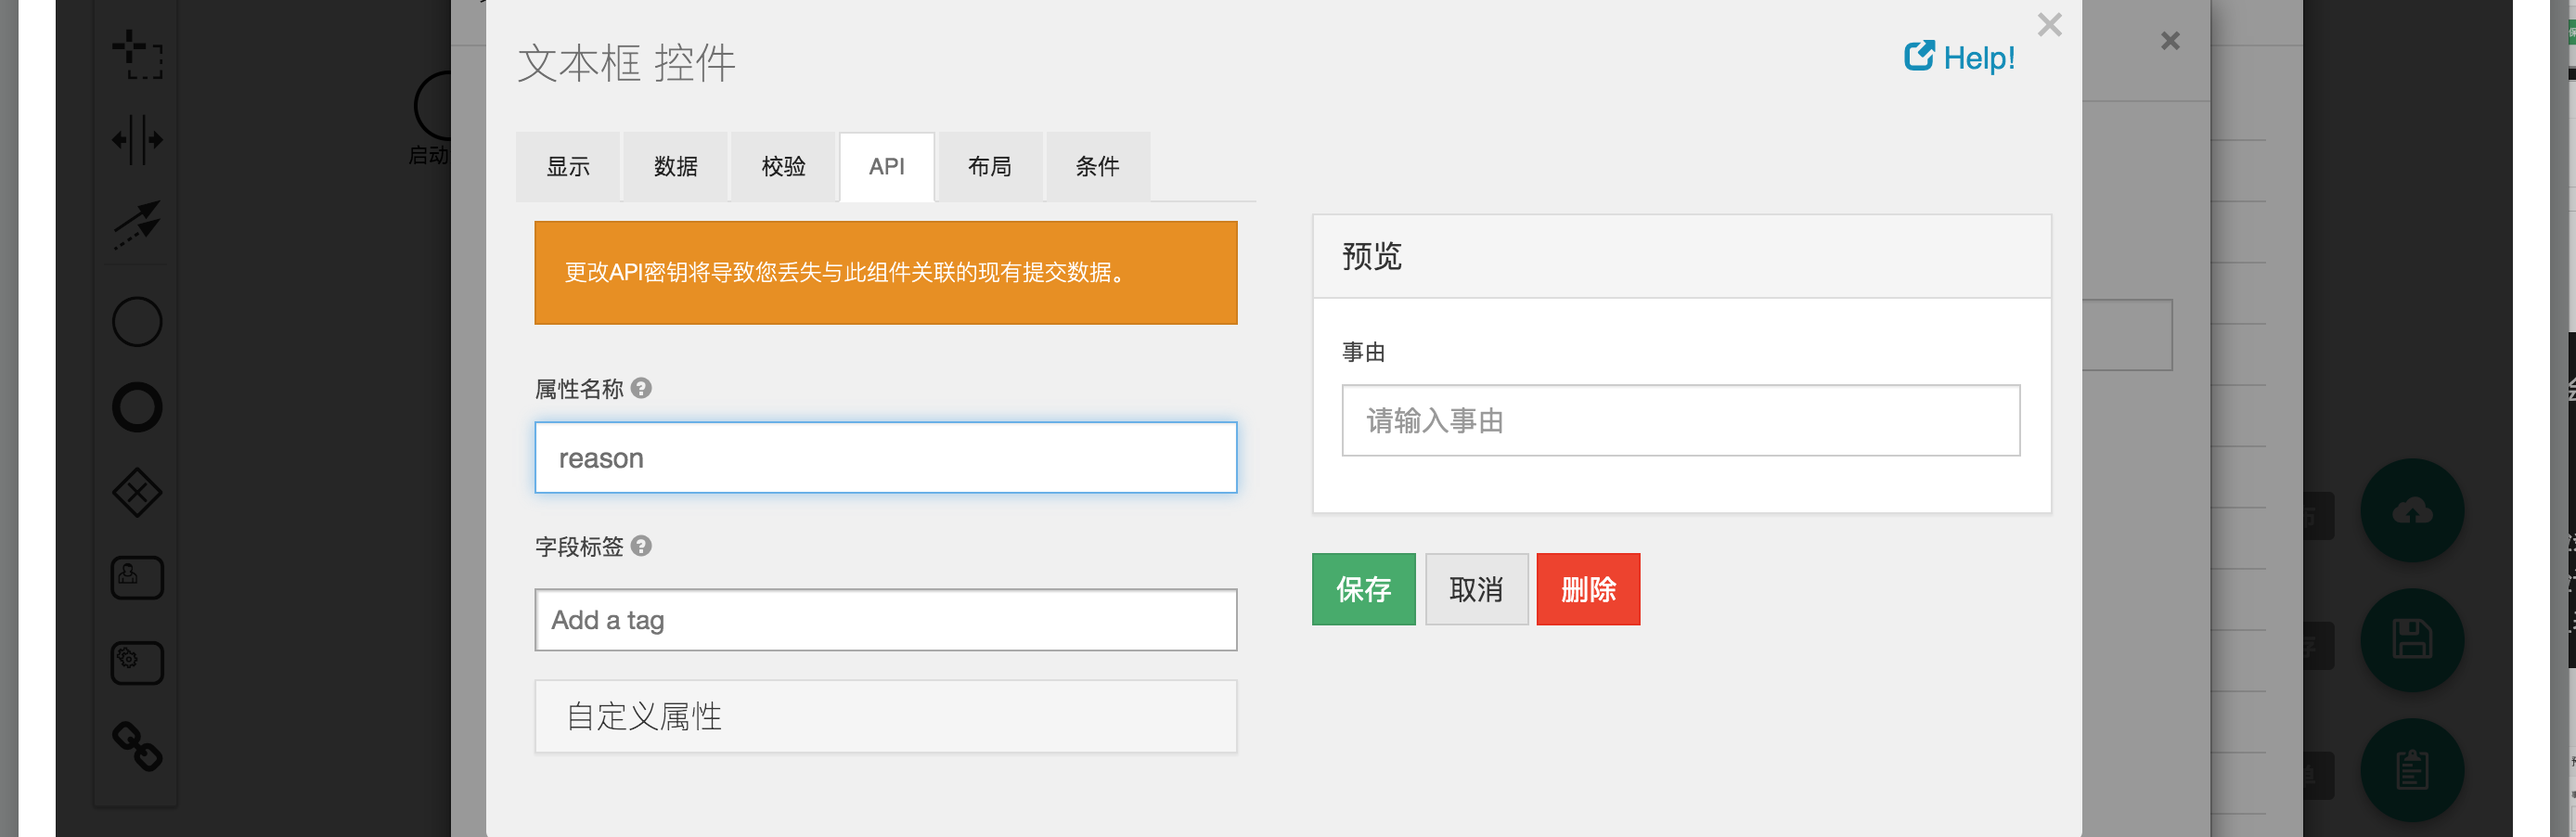 文本框 控件
Help!
启动
显示 数据 校验 API 布局 条件
更改API密钥将导致您丢失与此组件关联的现有提交数据。
预览
事由
请输入事由
属性名称
reason
字段标签
Add a tag
保存 取消 删除
自定义属性